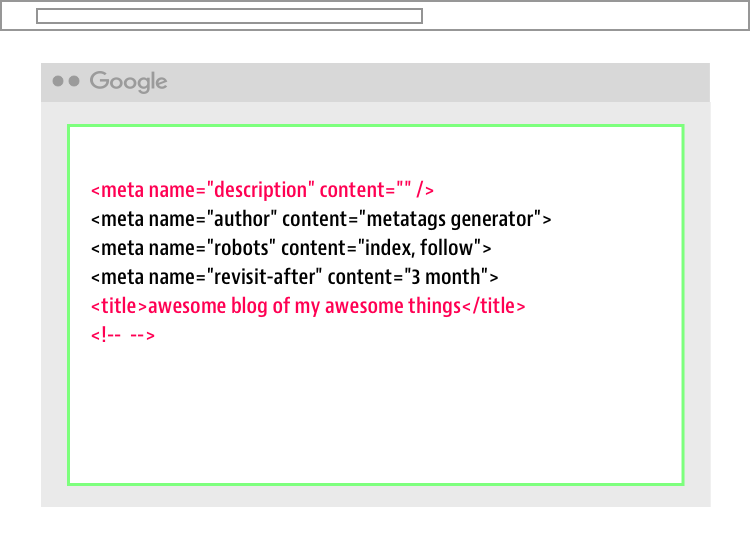 Google
<meta name="description" content="" />
<meta name="author" content="metatags generator">
<meta name="robots" content="index, follow">
<meta name="revisit-after" content="3 month">
<title>awesome blog of my awesome things</title>
<!--  -->